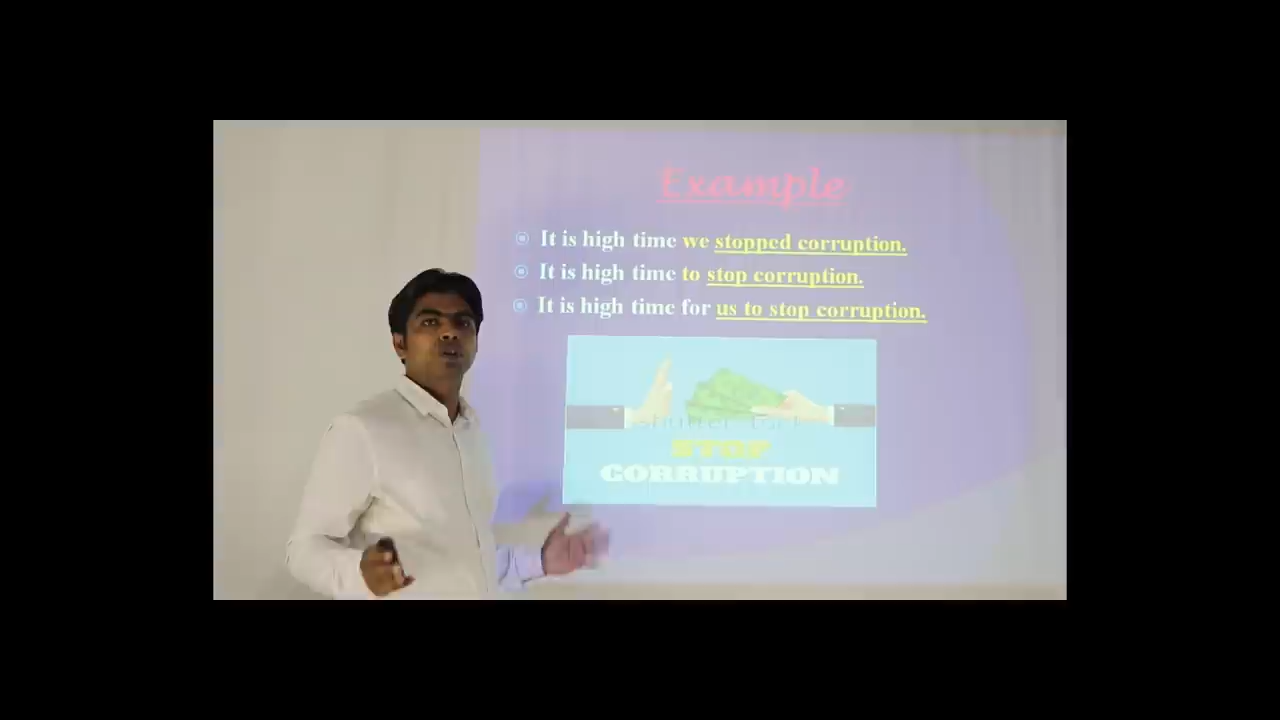 Example
It is high time we stopped corruption.
It is high time to stop corruption.
It is high time for us to stop corruption.
STOP
CORRUPTION